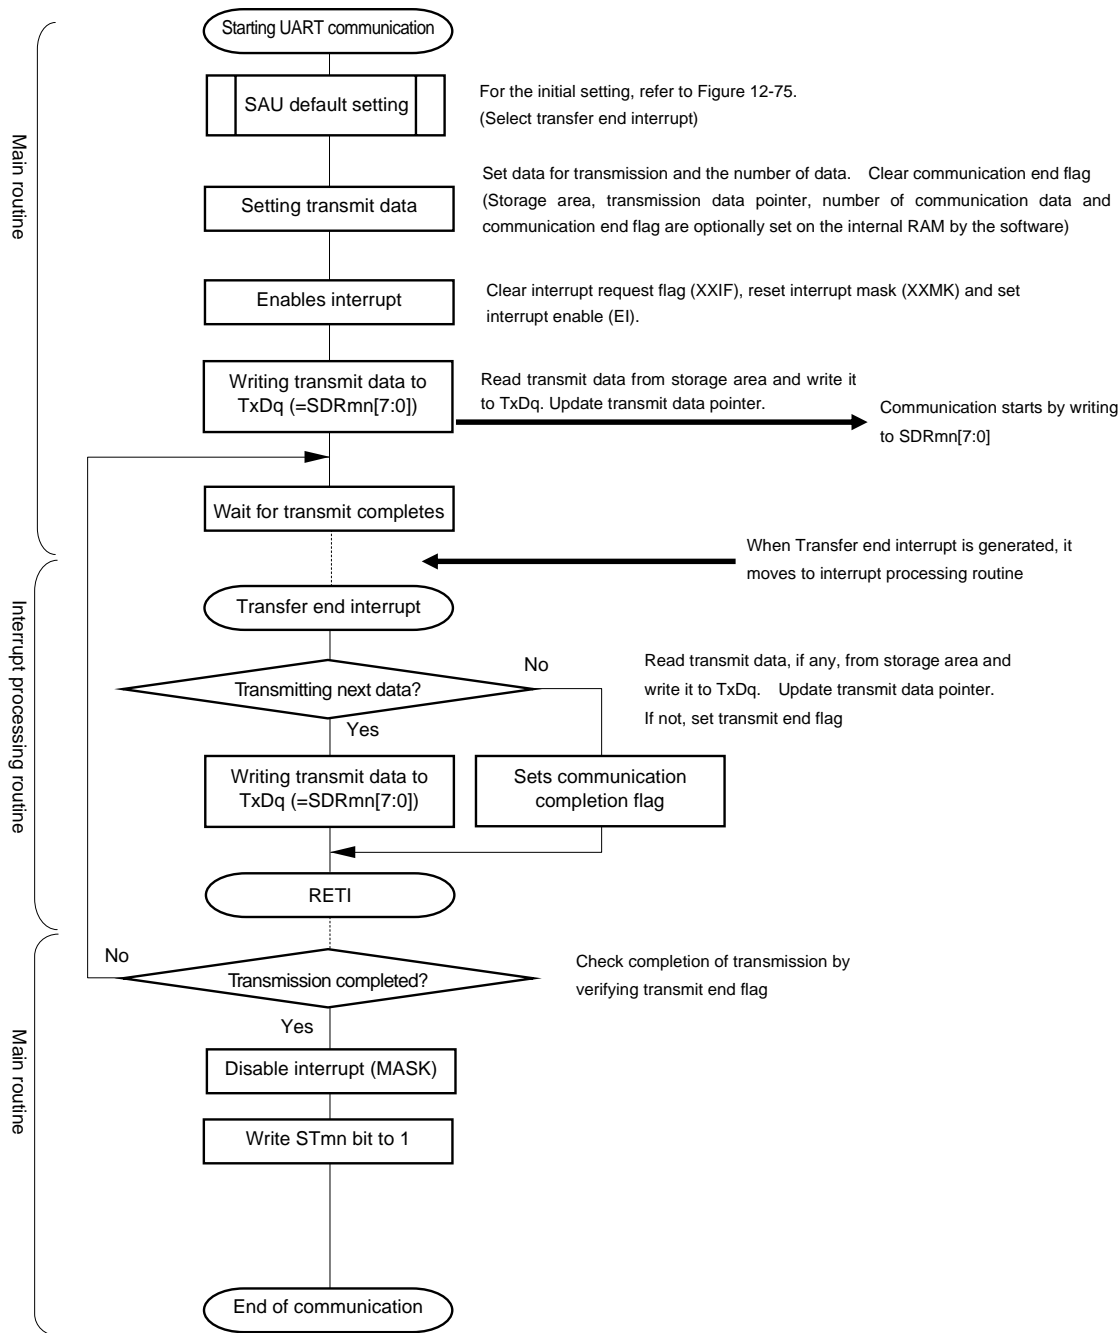 Starting UART communication
SAU default setting
For the initial setting, refer to Figure 12-75.
(Select transfer end interrupt)
Main routine
Setting transmit data
Set data for transmission and the number of data. Clear communication end flag
(Storage area, transmission data pointer, number of communication data and
communication end flag are optionally set on the internal RAM by the software)
Enables interrupt
Clear interrupt request flag (XXIF), reset interrupt mask (XXMK) and set
interrupt enable (EI).
Writing transmit data to
TxDq (=SDRmn[7:0])
Read transmit data from storage area and write it
to TxDq. Update transmit data pointer.
Communication starts by writing
to SDRmn[7:0]
Wait for transmit completes
When Transfer end interrupt is generated, it
moves to interrupt processing routine
Interrupt processing routine
Transfer end interrupt
Transmitting next data?
No
Yes
Read transmit data, if any, from storage area and
write it to TxDq. Update transmit data pointer.
If not, set transmit end flag
Writing transmit data to
TxDq (=SDRmn[7:0])
Sets communication
completion flag
RETI
Main routine
No
Transmission completed?
Yes
Check completion of transmission by
verifying transmit end flag
Disable interrupt (MASK)
Write STmn bit to 1
End of communication